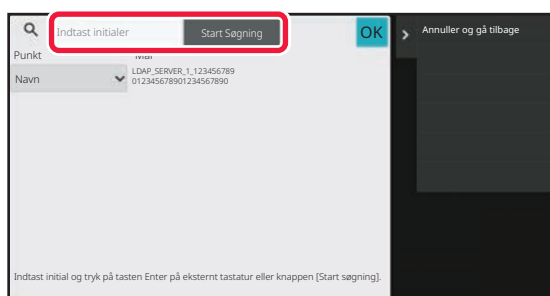 Indtast initialer
Start Søgning
OK
Annuller og gå tilbage
Punkt
Mål
Navn
LDAP_SERVER_1_123456789
012345678901234567890
Indtast initial og tryk på tasten Enter på eksternt tastatur eller knappen [Start søgning].